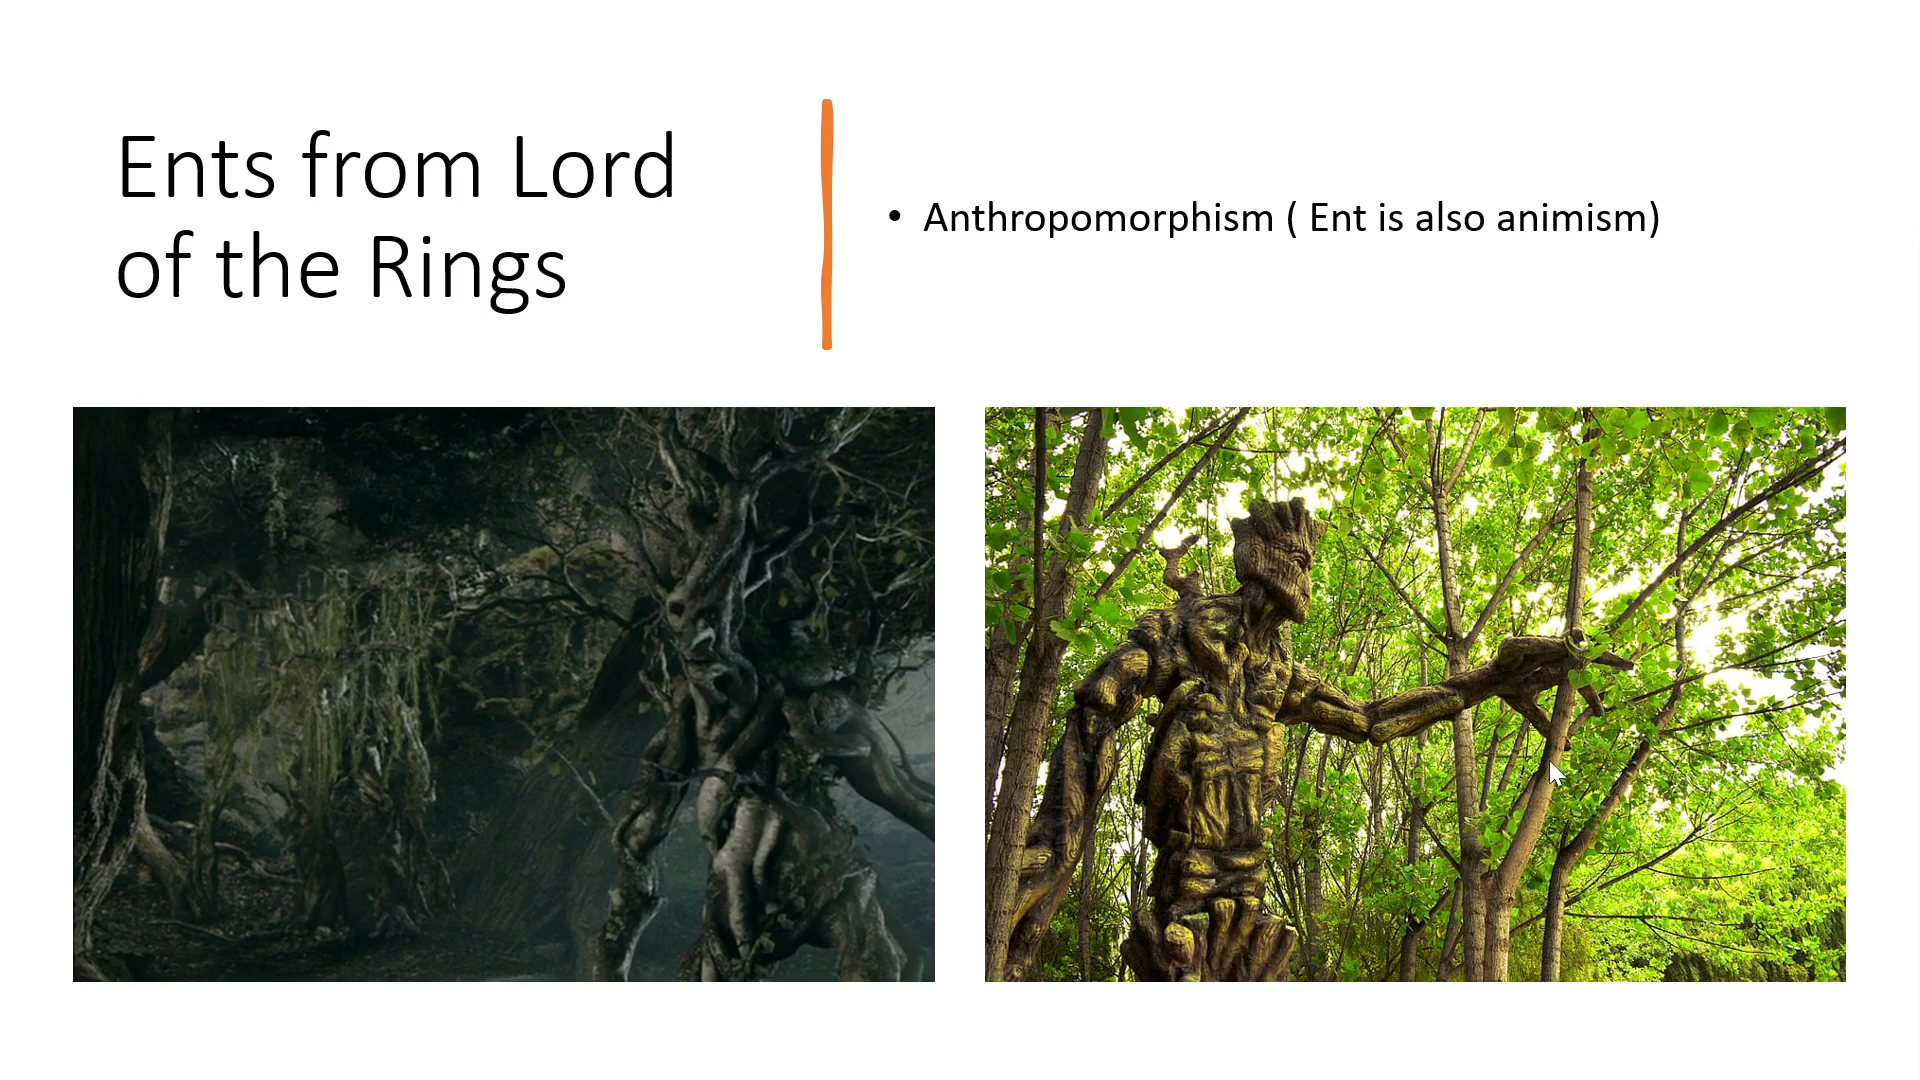 Ents from Lord
of the Rings
• Anthropomorphism ( Ent is also animism)